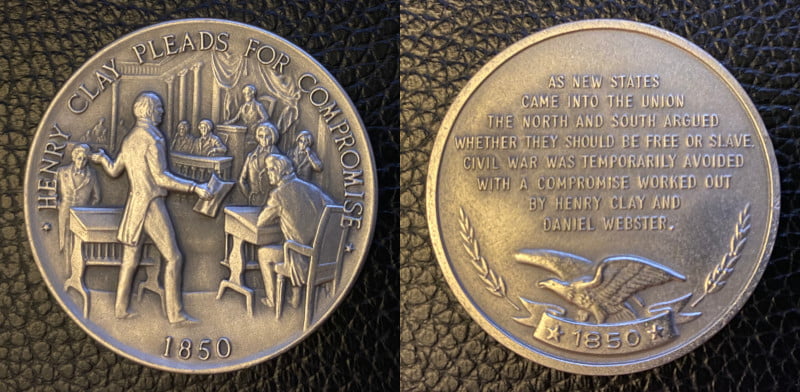 HENRY CLAY PLEADS FOR COMPROMISE
1850
AS NEW STATES
CAME INTO THE UNION
THE NORTH AND SOUTH ARGUED
WHETHER THEY SHOULD BE FREE OR SLAVE.
CIVIL WAR WAS TEMPORARILY AVOIDED
WITH A COMPROMISE WORKED OUT
BY HENRY CLAY AND
DANIEL WEBSTER.
1850